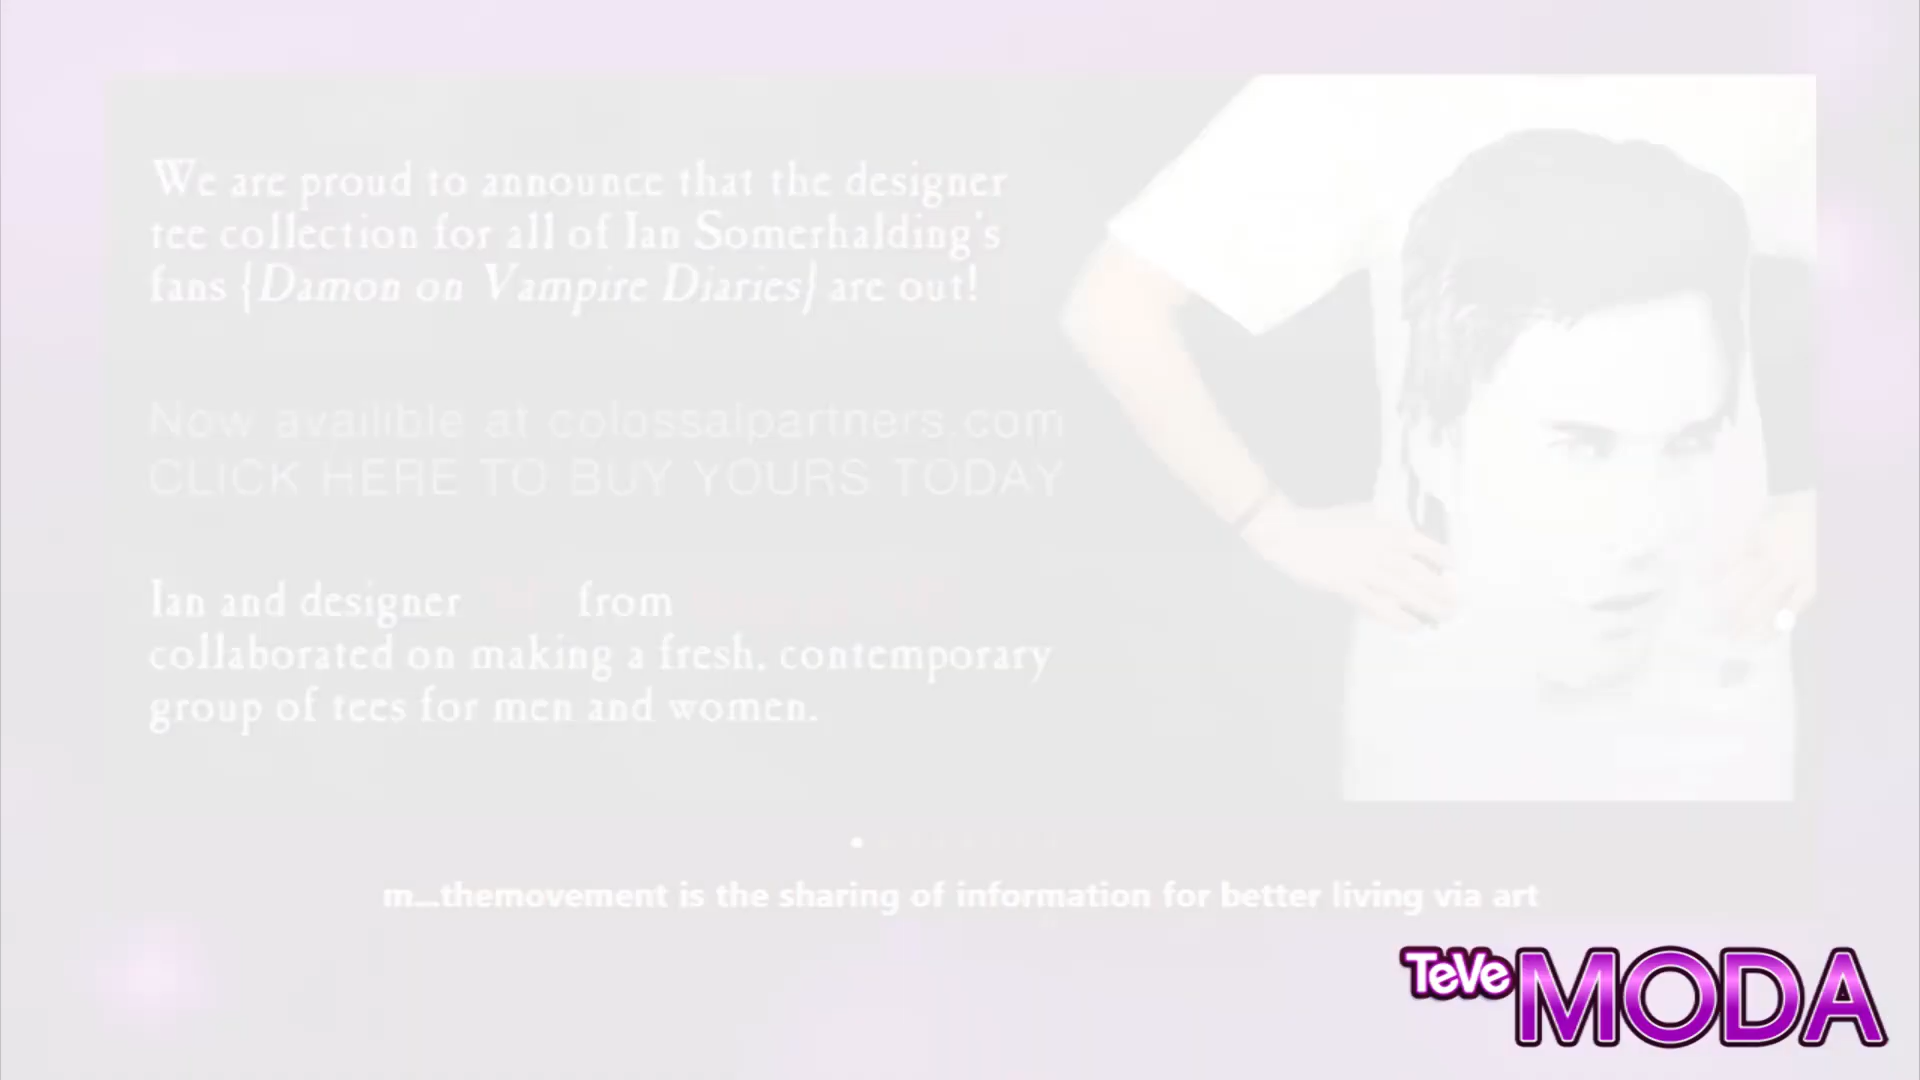 We are proud to announce that the designer
tee collection for all of Ian Somerhalding's
fans {Damon on Vampire Diaries} are out!
Now availible at colossalpartners.com
CLICK HERE TO BUY YOURS TODAY
Ian and designer from
collaborated on making a fresh, contemporary
group of tees for men and women.
m...themovement is the sharing of information for better living via art
TeVe MODA